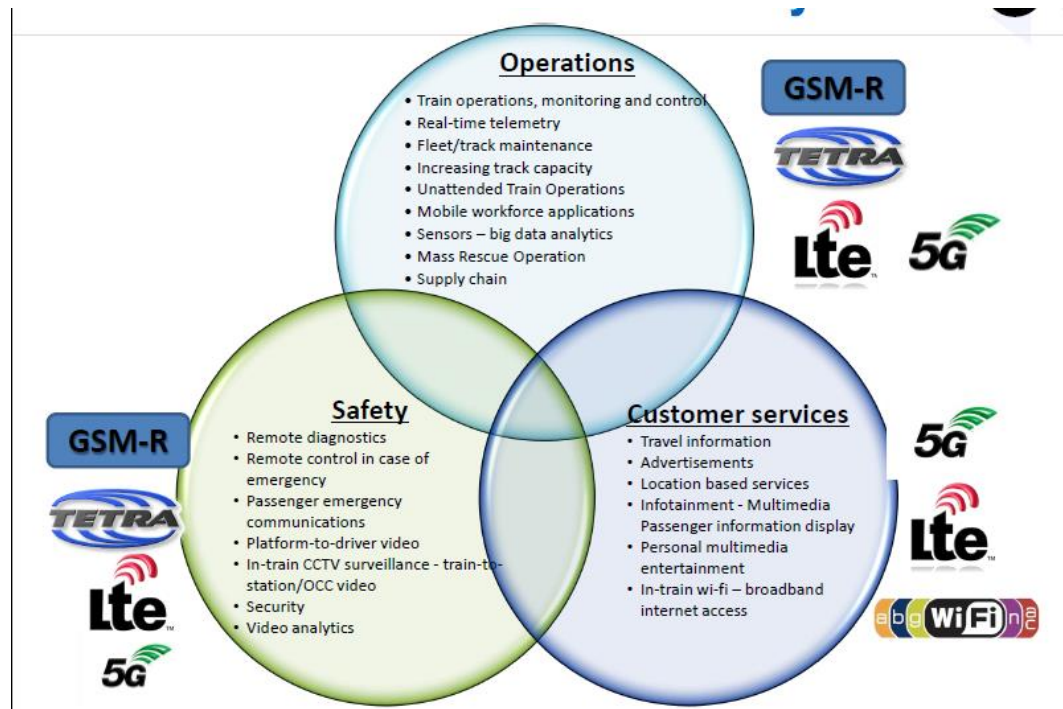 Operations
• Train operations, monitoring and control
• Real-time telemetry
• Fleet/track maintenance
• Increasing track capacity
• Unattended Train Operations
• Mobile workforce applications
• Sensors – big data analytics
• Mass Rescue Operation
• Supply chain
GSM-R
TETRA
Lte
5G
Safety
• Remote diagnostics
• Remote control in case of
emergency
• Passenger emergency
communications
• Platform-to-driver video
• In-train CCTV surveillance - train-to-
station/OCC video
• Security
• Video analytics
GSM-R
TETRA
Lte
5G
Customer services
• Travel information
• Advertisements
• Location based services
• Infotainment - Multimedia
Passenger information display
• Personal multimedia
entertainment
• In-train wi-fi – broadband
internet access
5G
Lte
abg WiFi n ac